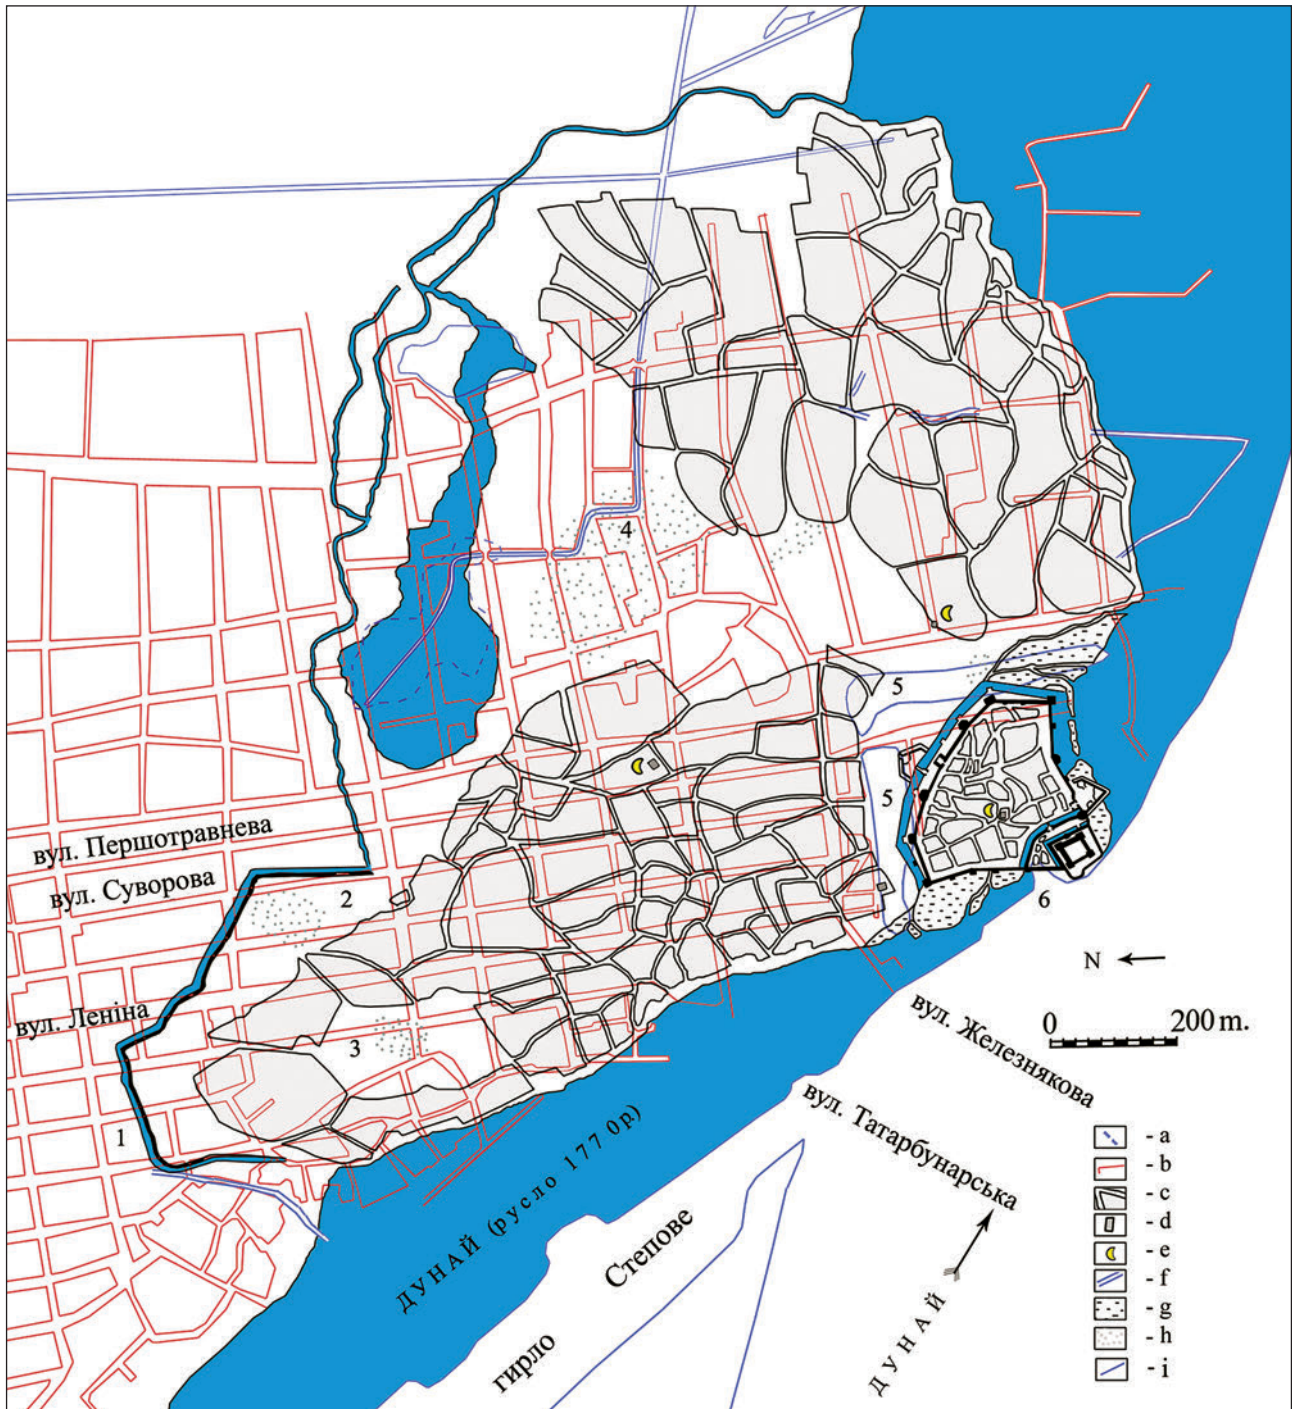 4
5
5
вул. Першотравнева
вул. Суворова
2
6
N
вул. Леніна
3
0 200 m.
вул. Железнякова
1
вул. Татарбунарська
ДУНАЙ (русло 1770р.)
Степове
гирло
ДУНАЙ
- a
- b
- c
- d
- e
- f
- g
- h
- i